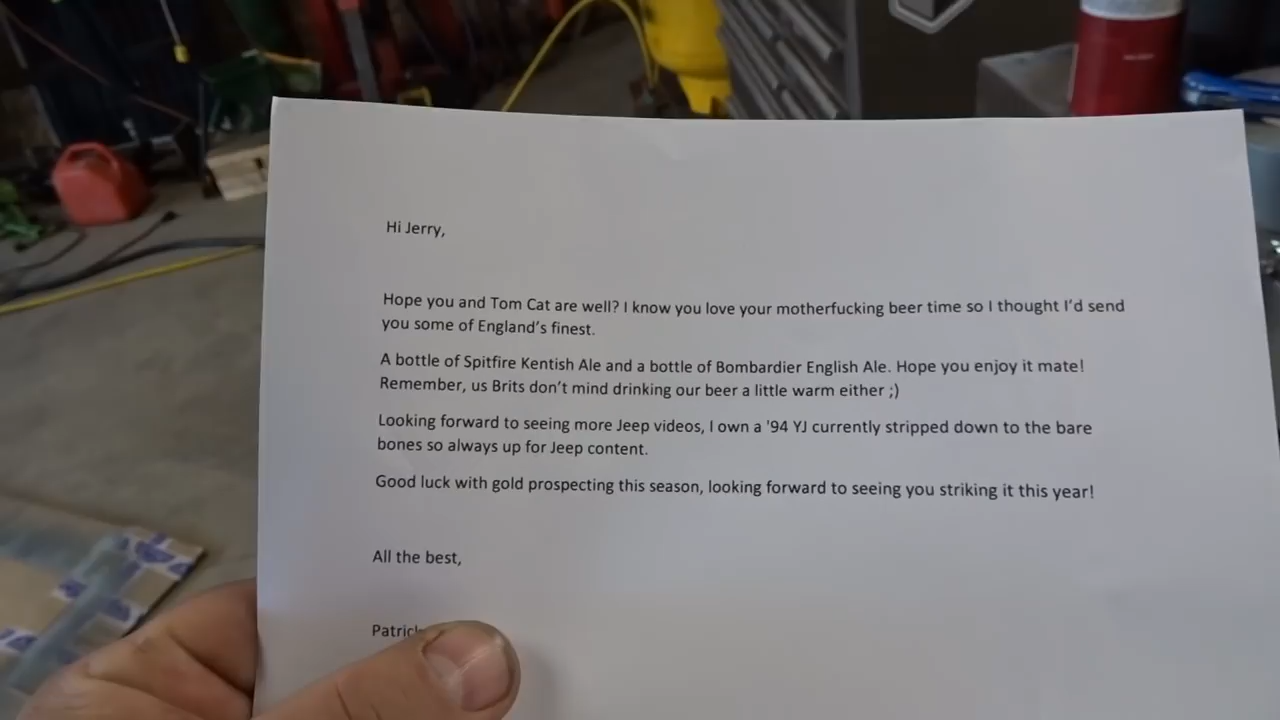 Hi Jerry,
Hope you and Tom Cat are well? I know you love your motherfucking beer time so I thought I'd send
you some of England's finest.
A bottle of Spitfire Kentish Ale and a bottle of Bombardier English Ale. Hope you enjoy it mate!
Remember, us Brits don't mind drinking our beer a little warm either ;)
Looking forward to seeing more Jeep videos, I own a '94 YJ currently stripped down to the bare
bones so always up for Jeep content.
Good luck with gold prospecting this season, looking forward to seeing you striking it this year!
All the best,
Patrick